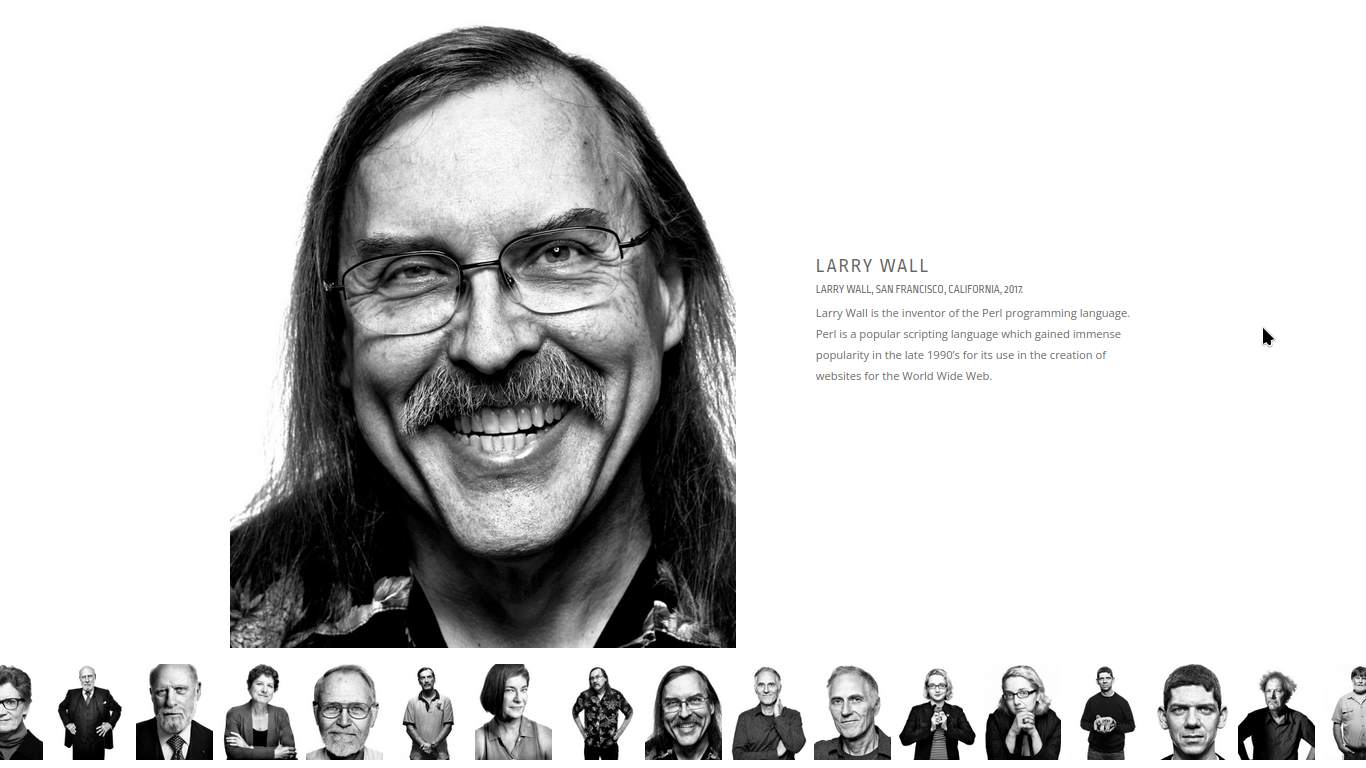 LARRY WALL
LARRY WALL, SAN FRANCISCO, CALIFORNIA, 2017.
Larry Wall is the inventor of the Perl programming language.
Perl is a popular scripting language which gained immense
popularity in the late 1990’s for its use in the creation of
websites for the World Wide Web.